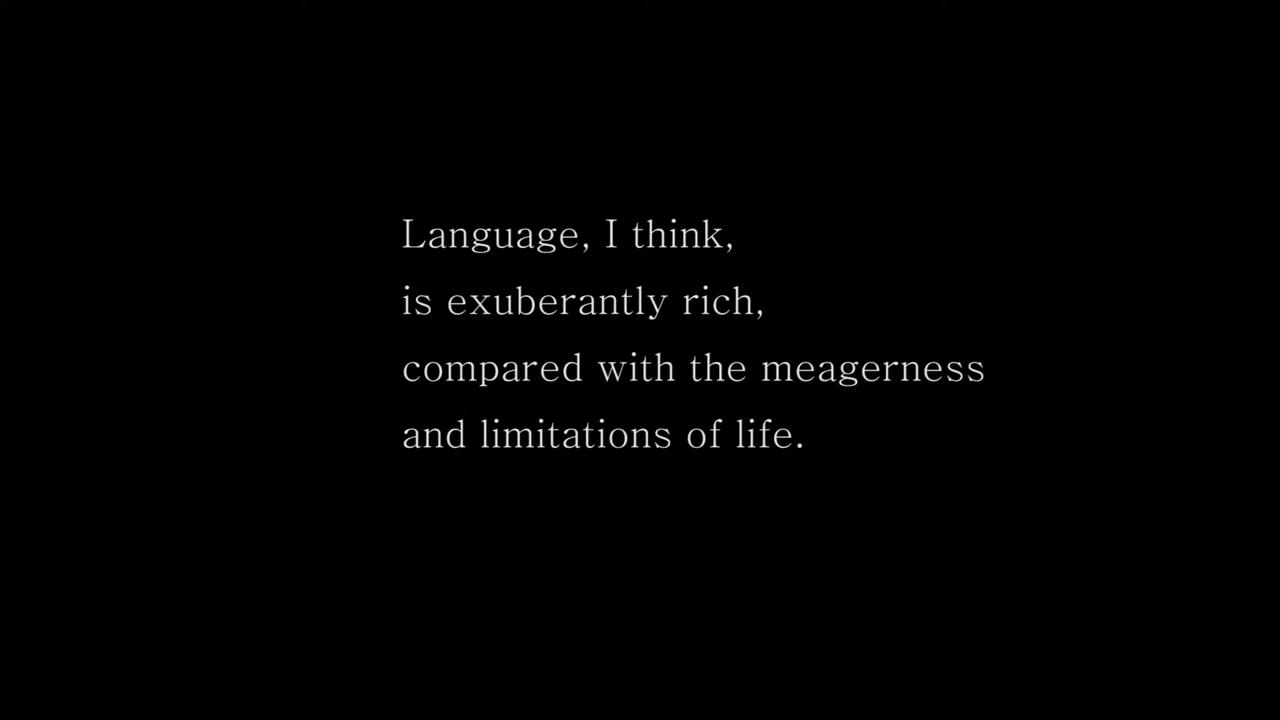 Language, I think,
is exuberantly rich,
compared with the meagerness
and limitations of life.